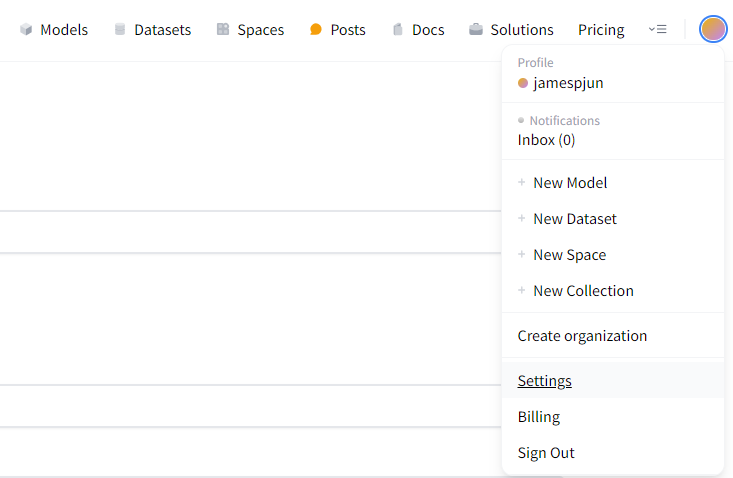 Models Datasets Spaces Posts Docs Solutions Pricing
Profile
jamespjun
Notifications
Inbox (0)
+ New Model
+ New Dataset
+ New Space
+ New Collection
Create organization
Settings
Billing
Sign Out